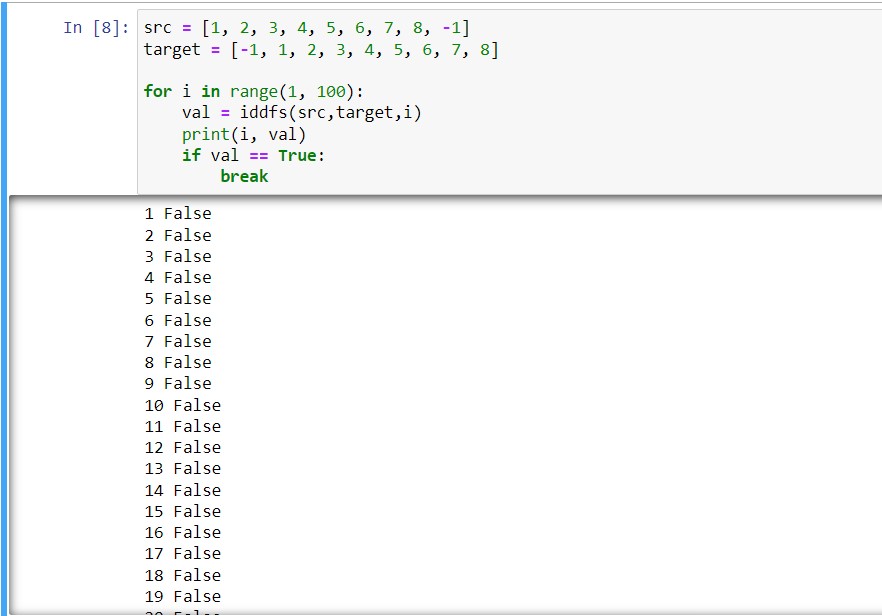 In [8]: src = [1, 2, 3, 4, 5, 6, 7, 8, -1]
target = [-1, 1, 2, 3, 4, 5, 6, 7, 8]

for i in range(1, 100):
    val = iddfs(src,target,i)
    print(i, val)
    if val == True:
        break
1 False
2 False
3 False
4 False
5 False
6 False
7 False
8 False
9 False
10 False
11 False
12 False
13 False
14 False
15 False
16 False
17 False
18 False
19 False
20 False